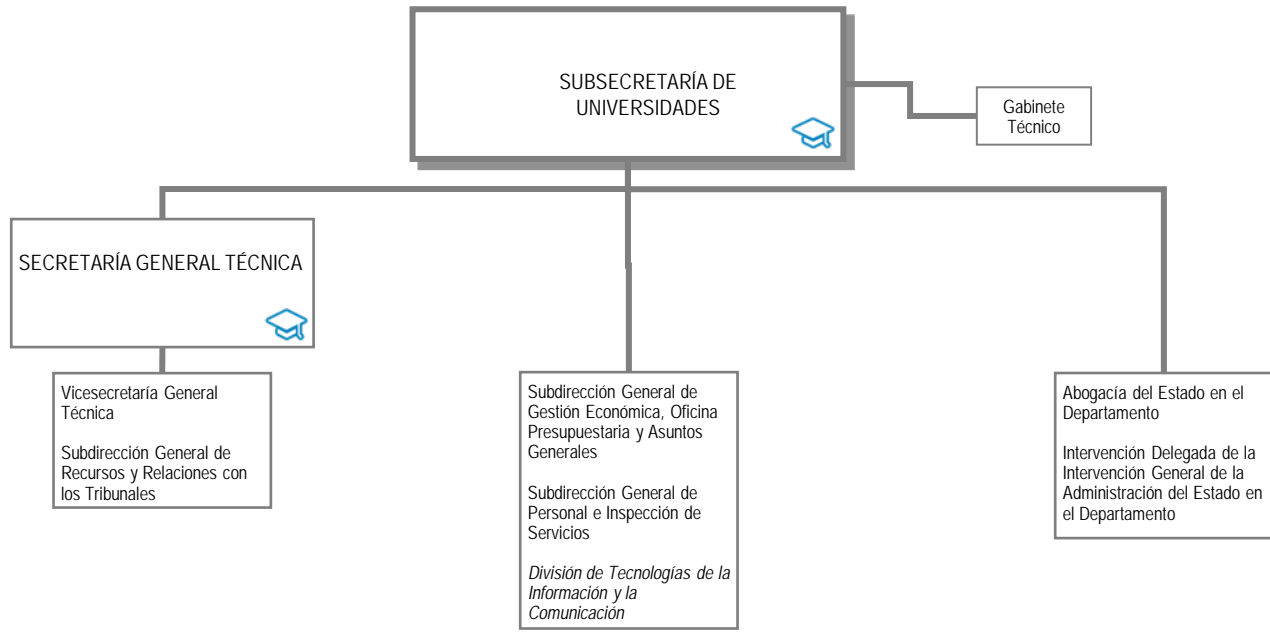 SUBSECRETARÍA DE
UNIVERSIDADES
Gabinete
Técnico
SECRETARÍA GENERAL TÉCNICA
Vicesecretaría General
Técnica
Subdirección General de
Recursos y Relaciones con
los Tribunales
Subdirección General de
Gestión Económica, Oficina
Presupuestaria y Asuntos
Generales
Subdirección General de
Personal e Inspección de
Servicios
División de Tecnologías de la
Información y la
Comunicación
Abogacía del Estado en el
Departamento
Intervención Delegada de la
Intervención General de la
Administración del Estado en
el Departamento